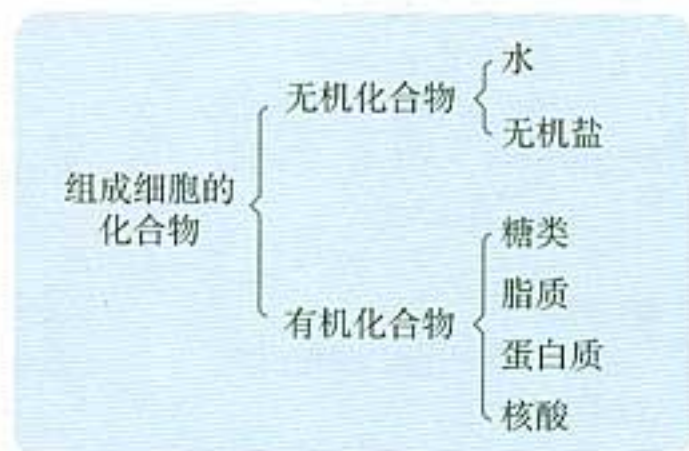 水
无机化合物
无机盐
组成细胞的
化合物
糖类
脂质
有机化合物
蛋白质
核酸